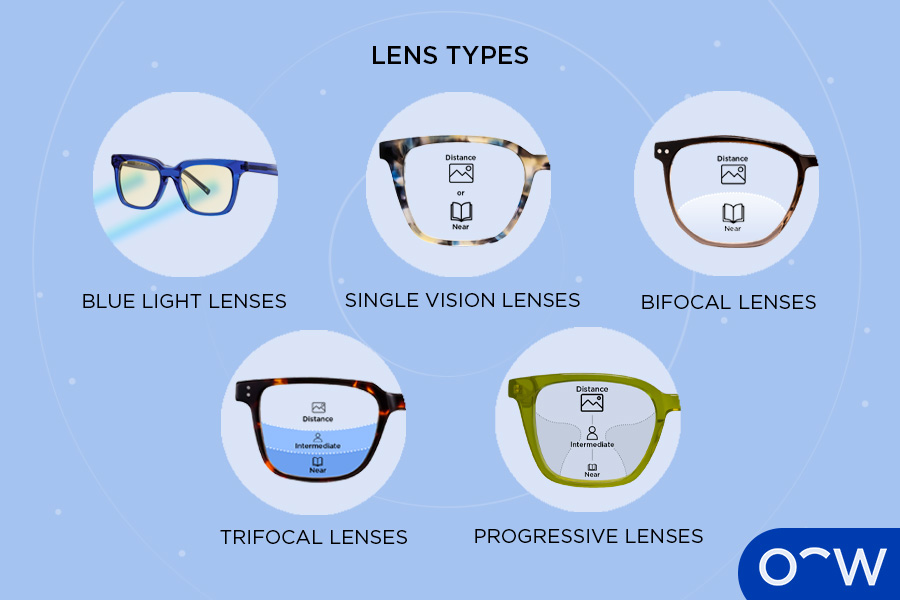 LENS TYPES
BLUE LIGHT LENSES
Distance
or
Near
SINGLE VISION LENSES
Distance
Near
BIFOCAL LENSES
Distance
Intermediate
Near
TRIFOCAL LENSES
Distance
Intermediate
Near
PROGRESSIVE LENSES
O⌒W